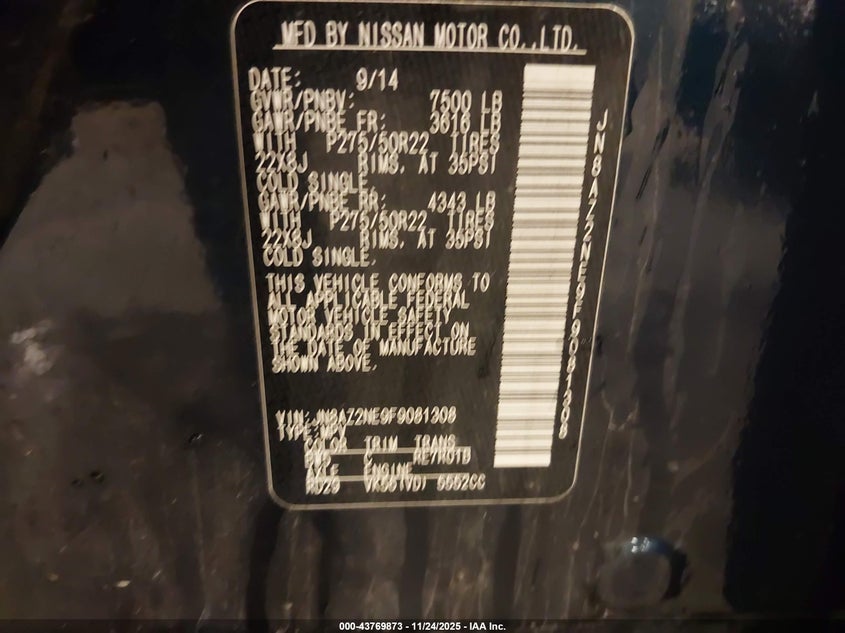 MFD BY NISSAN MOTOR CO.,LTD.
DATE: 9/14
GVWR/PNBV: 7500 LB
GAWR/PNBE FR: 3616 LB
WITH P275/50R22 TIRES
22X8J RIMS. AT 35PSI
COLD SINGLE.
GAWR/PNBE RR: 4343 LB
WITH P275/50R22 TIRES
22X8J RIMS. AT 35PSI
COLD SINGLE.
THIS VEHICLE CONFORMS TO
ALL APPLICABLE FEDERAL
MOTOR VEHICLE SAFETY
STANDARDS IN EFFECT ON
THE DATE OF MANUFACTURE
SHOWN ABOVE.
VIN:JN8AZ2NE9F9081308
TYPE:MPV
COLOR TRIM TRANS
C RE7R01B
AXLE ENGINE
RD29 VK56(VD) 5552CC
JN8AZ2NE9F9081308
000-43769873 - 11/24/2025 - IAA Inc.